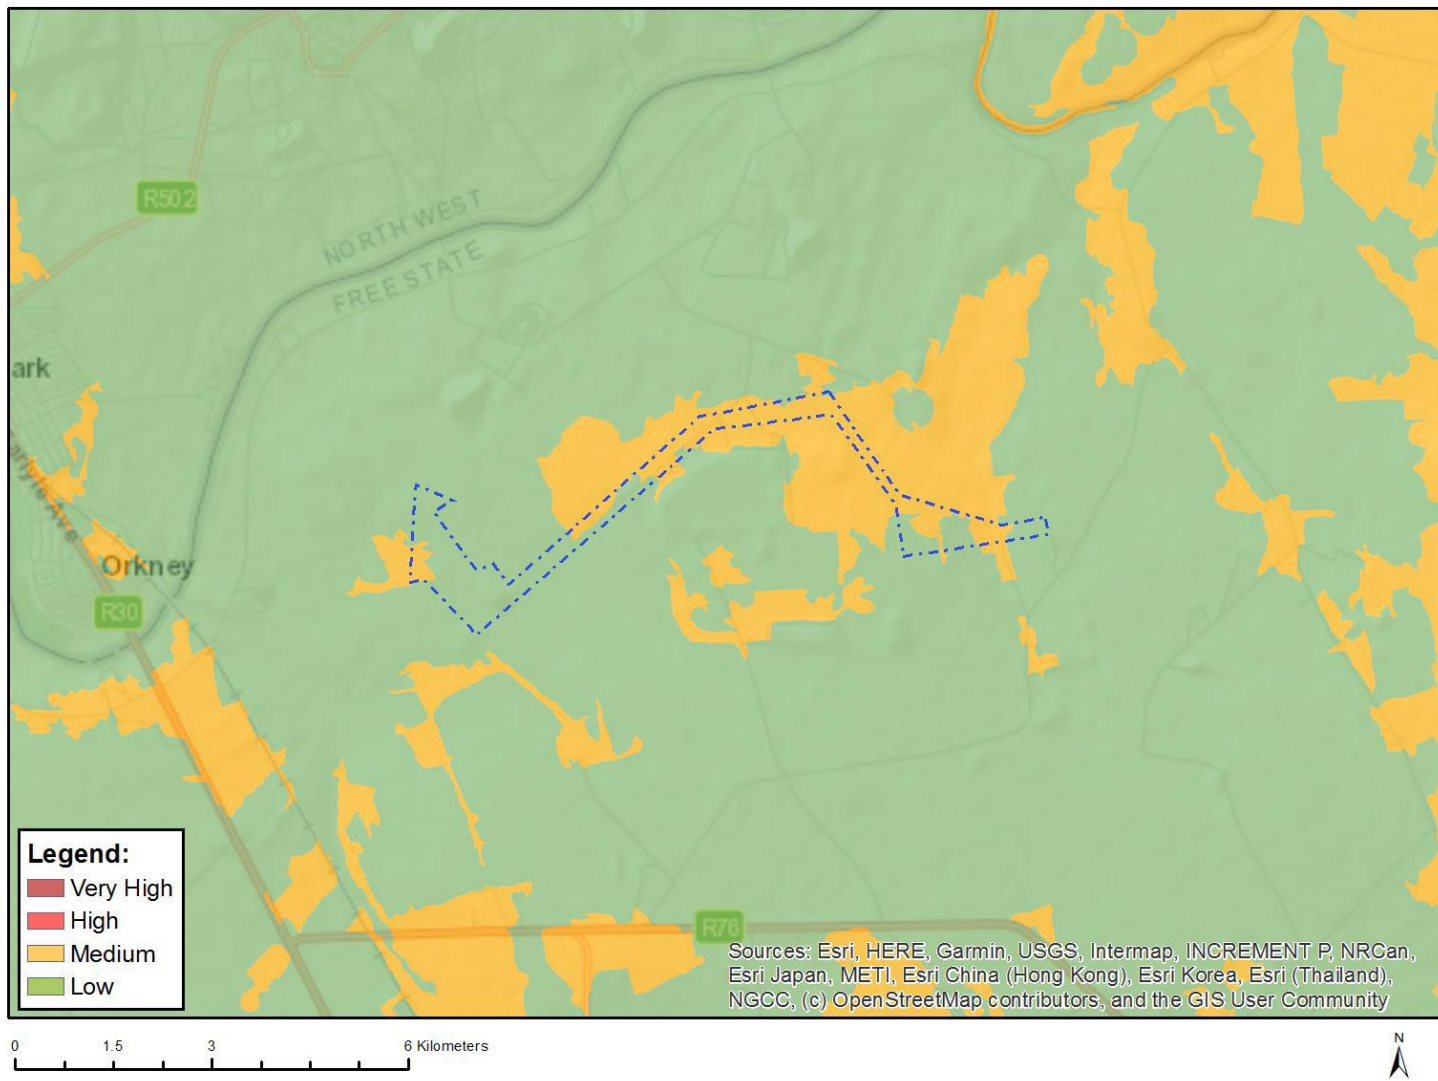 R502
NORTH WEST
FREE STATE
ark
arlyle Ave
Orkney
R30
R76
Legend:
Very High
High
Medium
Low
Sources: Esri, HERE, Garmin, USGS, Intermap, INCREMENT P, NRCan,
Esri Japan, METI, Esri China (Hong Kong), Esri Korea, Esri (Thailand),
NGCC, (c) OpenStreetMap contributors, and the GIS User Community
0 1.5 3 6 Kilometers
N